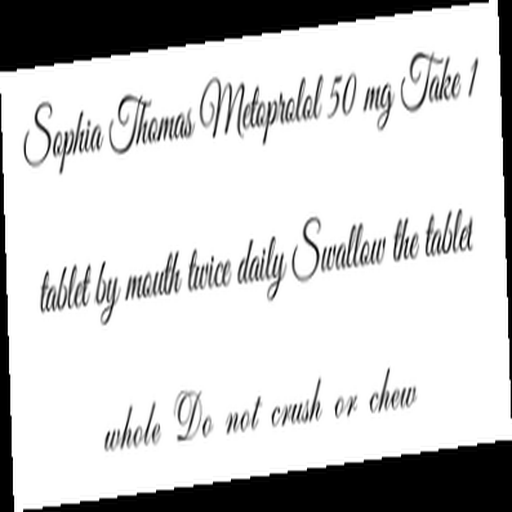 Sophia Thomas Metoprolol 50 mg Take 1
tablet by mouth twice daily Swallow the tablet
whole Do not crush or chew